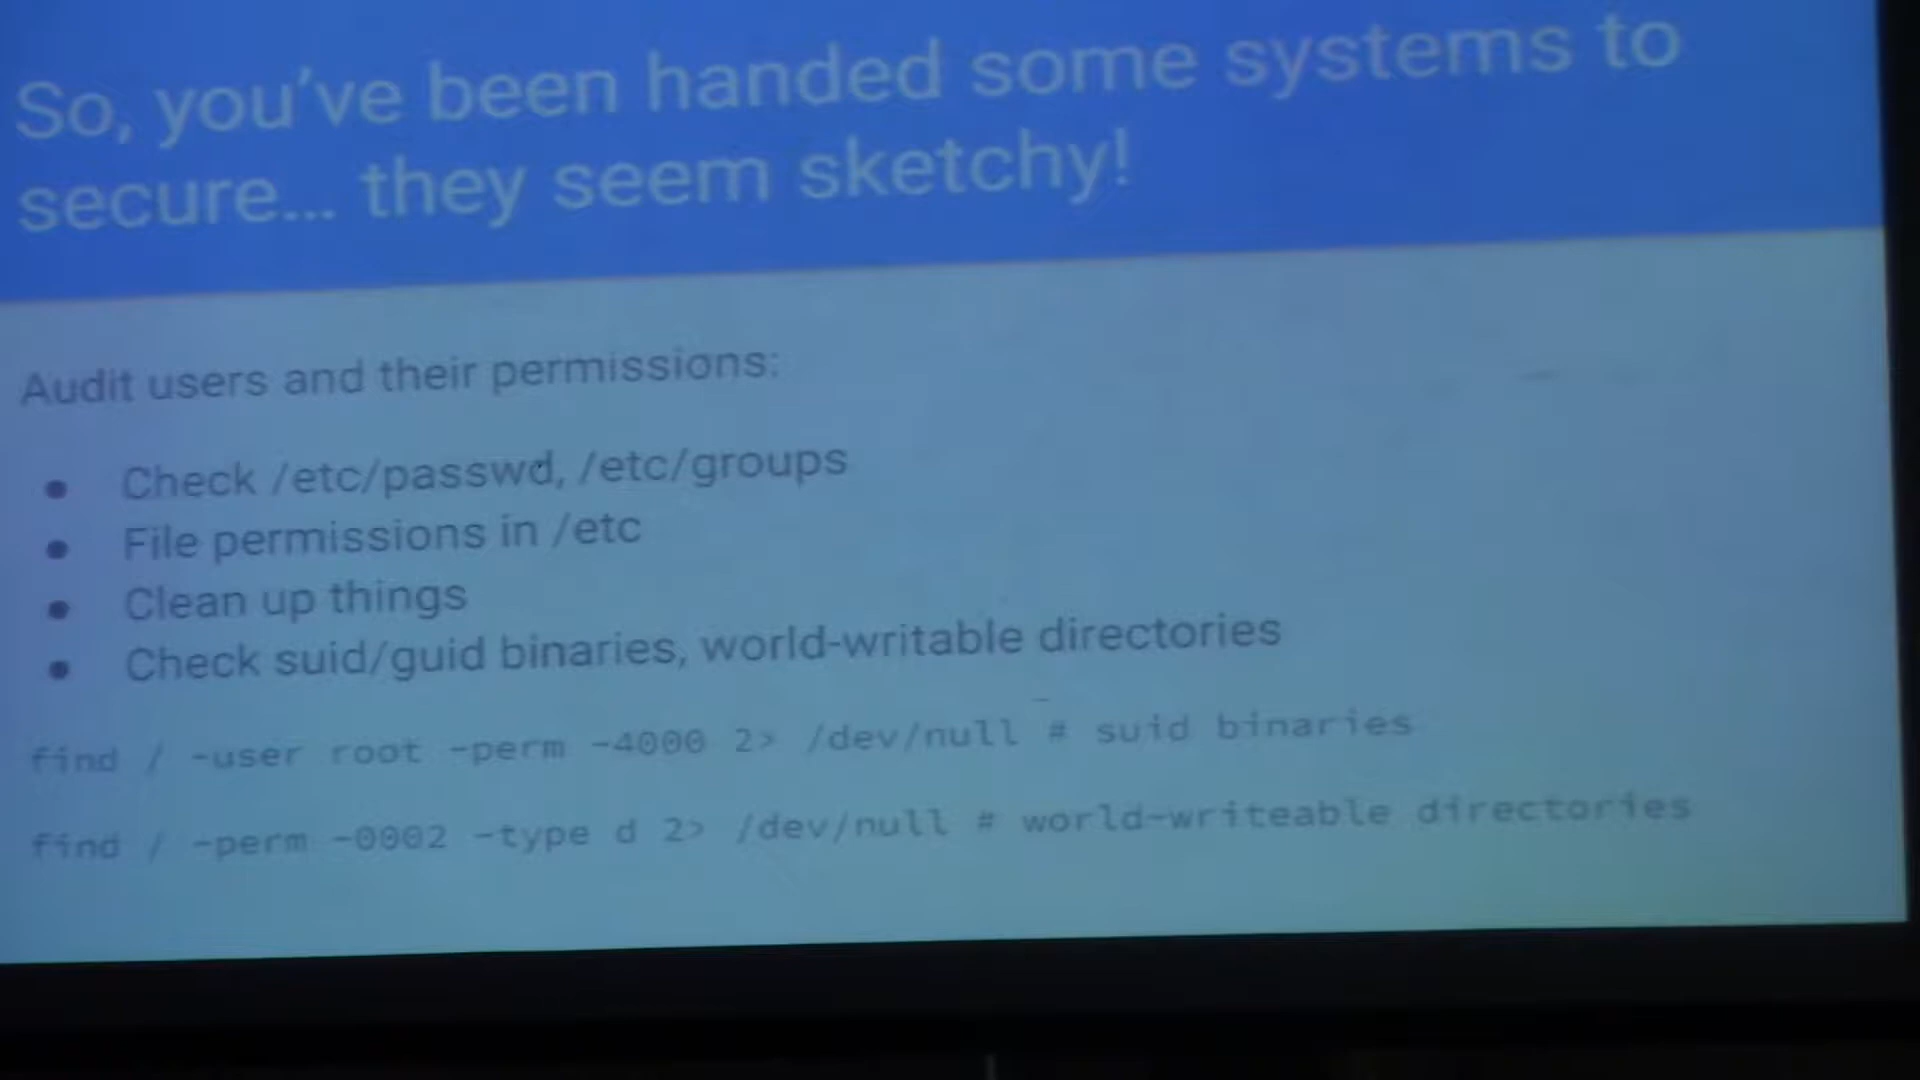 So, you've been handed some systems to
secure... they seem sketchy!
Audit users and their permissions:
● Check /etc/passwd, /etc/groups
● File permissions in /etc
● Clean up things
● Check suid/guid binaries, world-writable directories
find / -user root -perm -4000 2> /dev/null # suid binaries
find / -perm -0002 -type d 2> /dev/null # world-writeable directories